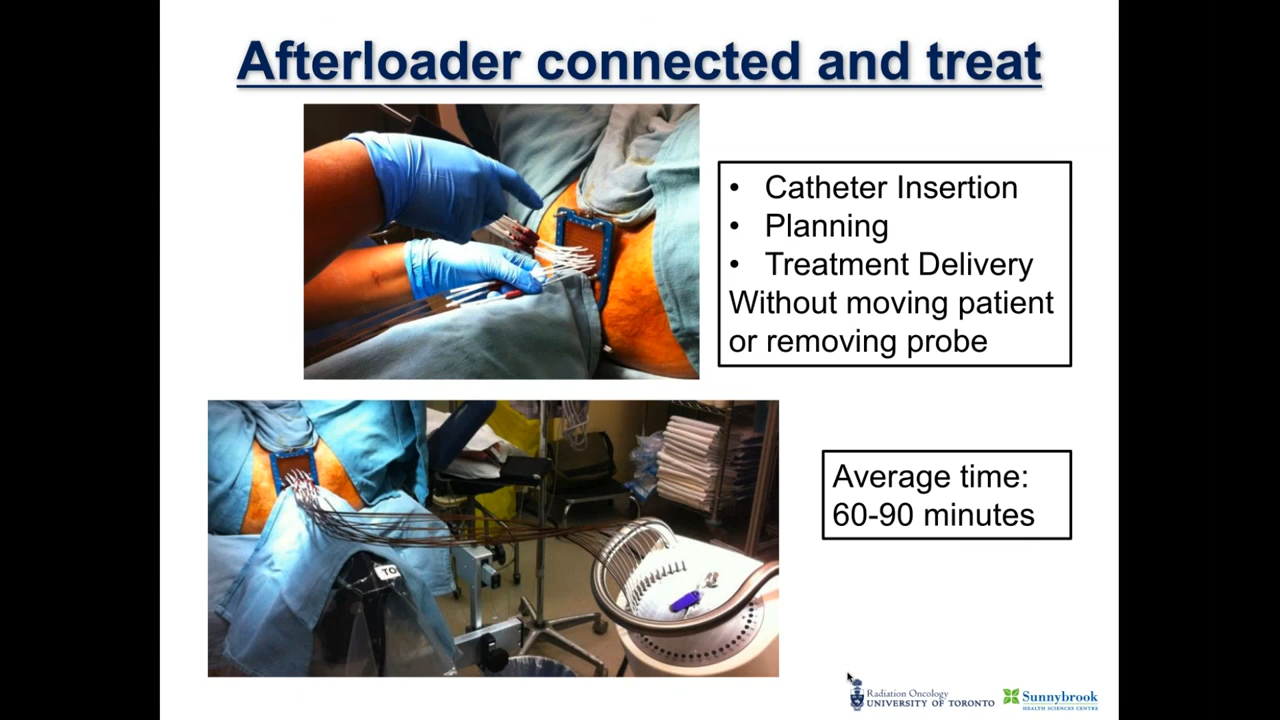 Afterloader connected and treat
• Catheter Insertion
• Planning
• Treatment Delivery
Without moving patient
or removing probe
Average time:
60-90 minutes
TO
Radiation Oncology
UNIVERSITY OF TORONTO
Sunnybrook
HEALTH SCIENCES CENTRE